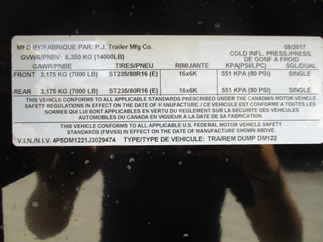 MFD BY/FABRIQUE PAR: P.J. Trailer Mfg Co. 08/2017
GVWR/PNBV: 6,350 KG (14000LB) COLD INFL. PRESS./PRESS. DE GONF A FROID
GAWR/PNBE TIRES/PNEU RIM/JANTE KPA(PSI/LPC) SGL/DUAL
FRONT 3,175 KG (7000 LB) ST235/80R16 (E) 16x6K 551 KPA (80 PSI) SINGLE
REAR 3,175 KG (7000 LB) ST235/80R16 (E) 16x6K 551 KPA (80 PSI) SINGLE
THIS VEHICLE CONFORMS TO ALL APPLICABLE STANDARDS PRESCRIBED UNDER THE CANADIAN MOTOR VEHICLE
SAFETY REGULATIONS IN EFFECT ON THE DATE OF MANUFACTURE. / CE VEHICULE EST CONFORME A TOUTES LES
NORMES QUI LUI SONT APPLICABLES EN VERTU DU REGLEMENT SUR LA SECURITE DES VEHICULES
AUTOMOBILES DU CANADA EN VIGUEUR A LA DATE DE SA FABRICATION.
THIS VEHICLE CONFORMS TO ALL APPLICABLE U.S. FEDERAL MOTOR VEHICLE SAFETY
STANDARDS (FMVSS) IN EFFECT ON THE DATE OF MANUFACTURE SHOWN ABOVE.
V.I.N./N.I.V. 4P5DM1221J3029474 TYPE/TYPE DE VEHICULE: TRA/REM DUMP DM122